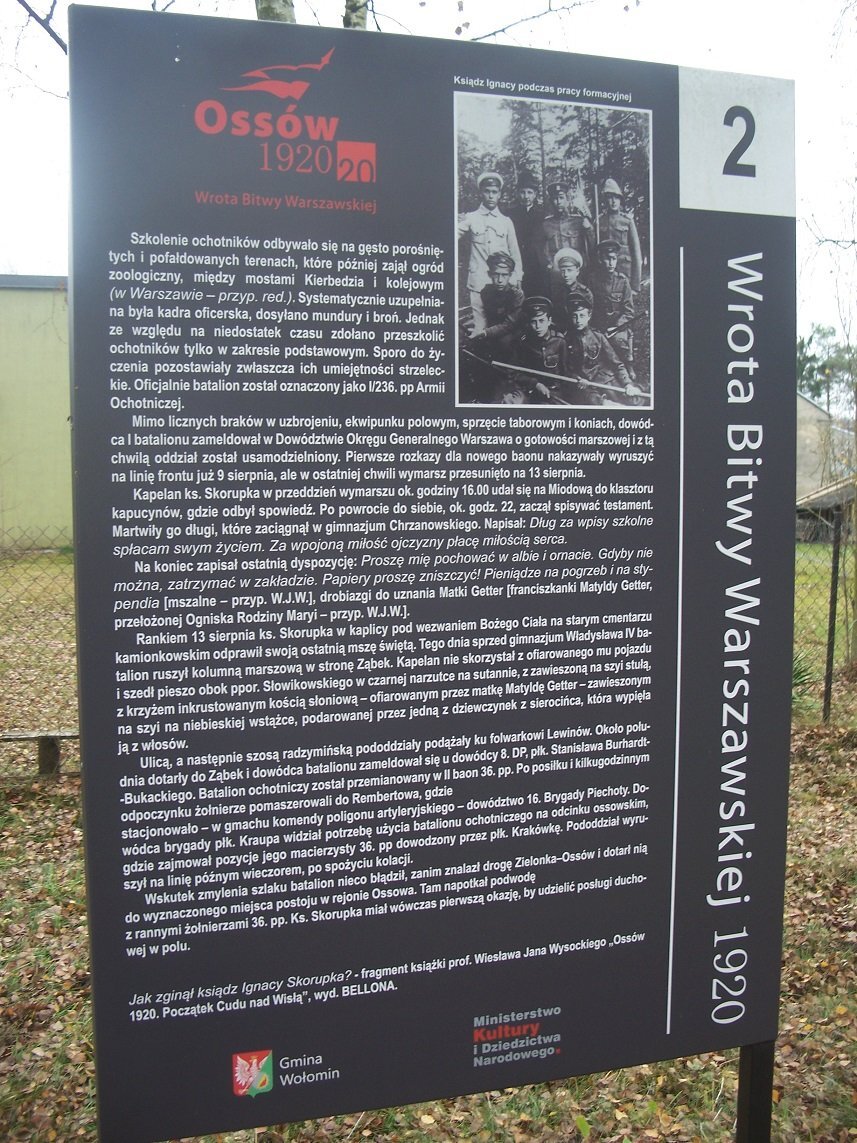 Ossów
1920 20
Wrota Bitwy Warszawskiej
Ksiądz Ignacy podczas pracy formacyjnej
2
Wrota Bitwy Warszawskiej 1920
Szkolenie ochotników odbywało się na gęsto porośnię-
tych i pofałdowanych terenach, które później zajął ogród
zoologiczny, między mostami Kierbedzia i kolejowym
(w Warszawie – przyp. red.). Systematycznie uzupełnia-
na była kadra oficerska, dosyłano mundury i broń. Jednak
ze względu na niedostatek czasu zdołano przeszkolić
ochotników tylko w zakresie podstawowym. Sporo do ży-
czenia pozostawiały zwłaszcza ich umiejętności strzelec-
kie. Oficjalnie batalion został oznaczony jako I/236. pp Armii
Ochotniczej.
Mimo licznych braków w uzbrojeniu, ekwipunku polowym, sprzęcie taborowym i koniach, dowód-
ca I batalionu zameldował w Dowództwie Okręgu Generalnego Warszawa o gotowości marszowej i z tą
chwilą oddział został usamodzielniony. Pierwsze rozkazy dla nowego baonu nakazywały wyruszyć
na linię frontu już 9 sierpnia, ale w ostatniej chwili wymarsz przesunięto na 13 sierpnia.
Kapelan ks. Skorupka w przeddzień wymarszu ok. godziny 16.00 udał się na Miodową do klasztoru
kapucynów, gdzie odbył spowiedź. Po powrocie do siebie, ok. godz. 22, zaczął spisywać testament.
Martwiły go długi, które zaciągnął w gimnazjum Chrzanowskiego. Napisał: Dług za wpisy szkolne
spłacam swym życiem. Za wpojoną miłość ojczyzny płacę miłością serca.
Na koniec zapisał ostatnią dyspozycję: Proszę mię pochować w albie i ornacie. Gdyby nie
można, zatrzymać w zakładzie. Papiery proszę zniszczyć! Pieniądze na pogrzeb i na sty-
pendia [mszalne – przyp. W.J.W.], drobiazgi do uznania Matki Getter [franciszkanki Matyldy Getter,
przełożonej Ogniska Rodziny Maryi – przyp. W.J.W.].
Rankiem 13 sierpnia ks. Skorupka w kaplicy pod wezwaniem Bożego Ciała na starym cmentarzu
kamionkowskim odprawił swoją ostatnią mszę świętą. Tego dnia sprzed gimnazjum Władysława IV ba-
talion ruszył kolumną marszową w stronę Ząbek. Kapelan nie skorzystał z ofiarowanego mu pojazdu
i szedł pieszo obok ppor. Słowikowskiego w czarnej narzutce na sutannie, z zawieszoną na szyi stułą,
z krzyżem inkrustowanym kością słoniową – ofiarowanym przez matkę Matyldę Getter – zawieszonym
na szyi na niebieskiej wstążce, podarowanej przez jedną z dziewczynek z sierocińca, która wypięła
ją z włosów.
Ulicą, a następnie szosą radzymińską pododdziały podążały ku folwarkowi Lewinów. Około połu-
dnia dotarły do Ząbek i dowódca batalionu zameldował się u dowódcy 8. DP, płk. Stanisława Burhardt-
-Bukackiego. Batalion ochotniczy został przemianowany w II baon 36. pp. Po posiłku i kilkugodzinnym
odpoczynku żołnierze pomaszerowali do Rembertowa, gdzie
stacjonowało – w gmachu komendy poligonu artyleryjskiego – dowództwo 16. Brygady Piechoty. Do-
wódca brygady płk. Kraupa widział potrzebę użycia batalionu ochotniczego na odcinku ossowskim,
gdzie zajmował pozycje jego macierzysty 36. pp dowodzony przez płk. Krakówkę. Pododdział wyru-
szył na linię późnym wieczorem, po spożyciu kolacji.
Wskutek zmylenia szlaku batalion nieco błądził, zanim znalazł drogę Zielonka–Ossów i dotarł nią
do wyznaczonego miejsca postoju w rejonie Ossowa. Tam napotkał podwodę
z rannymi żołnierzami 36. pp. Ks. Skorupka miał wówczas pierwszą okazję, by udzielić posługi ducho-
wej w polu.
Jak zginął ksiądz Ignacy Skorupka? - fragment książki prof. Wiesława Jana Wysockiego „Ossów
1920. Początek Cudu nad Wisłą”, wyd. BELLONA.
Gmina
Wołomin
Ministerstwo
Kultury
i Dziedzictwa
Narodowego.